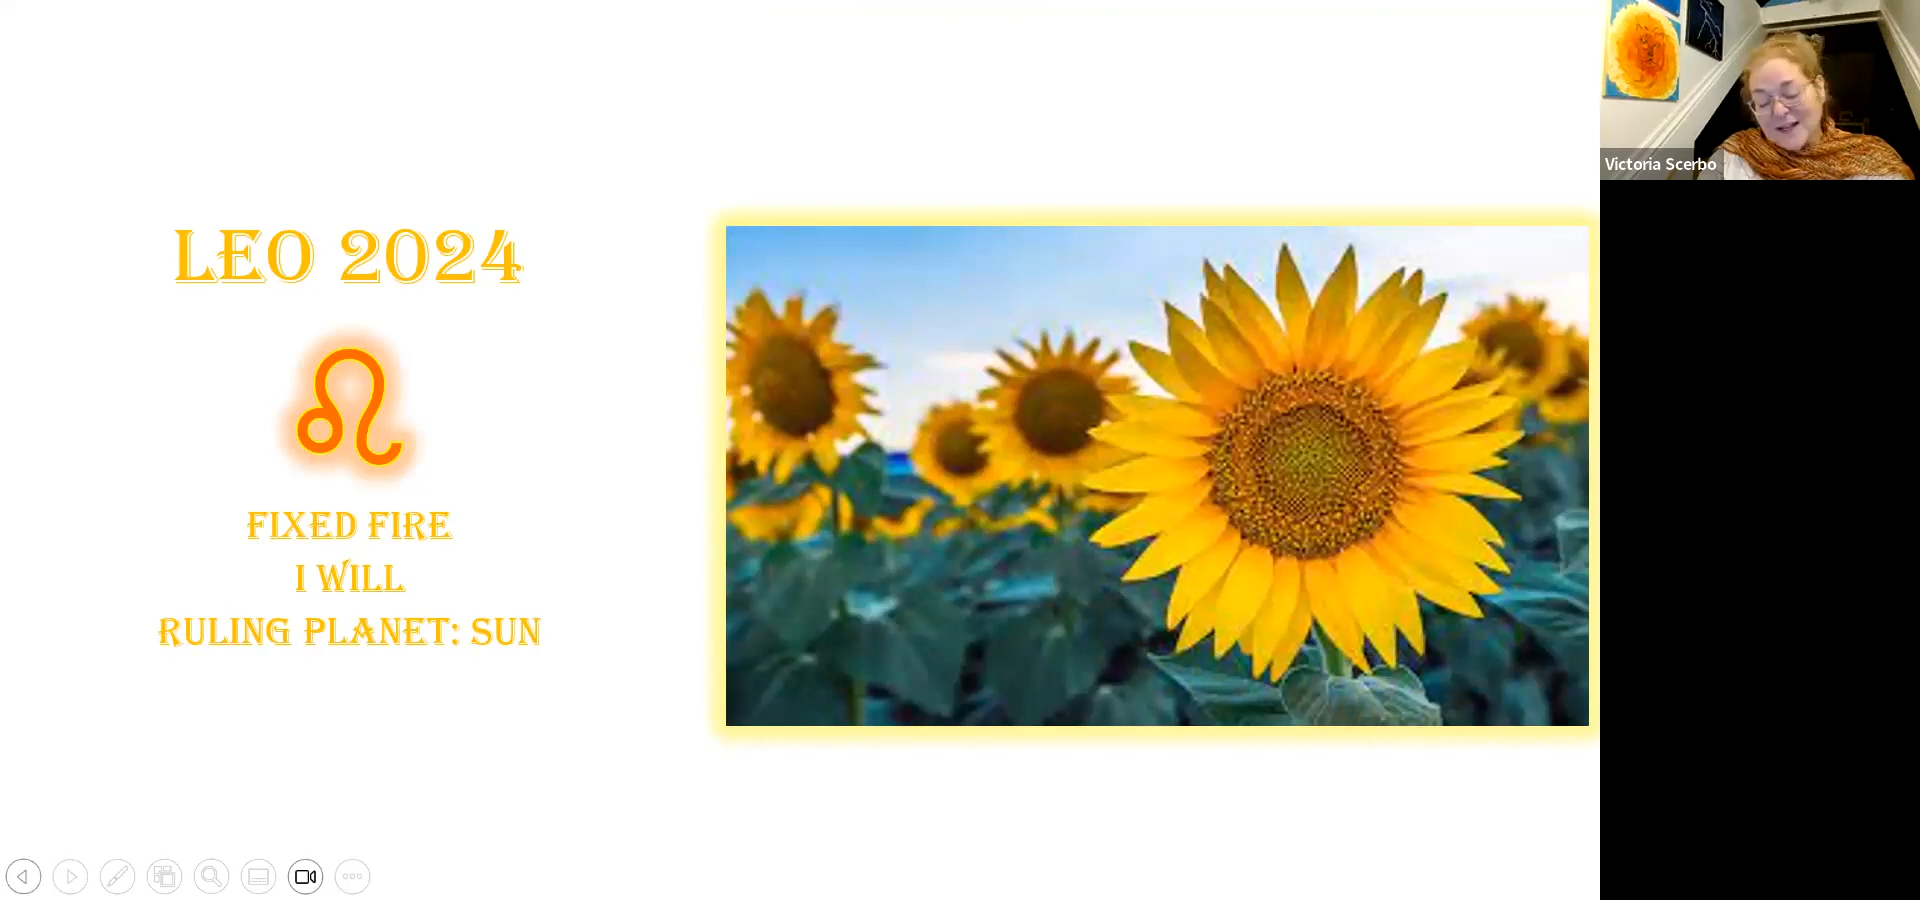 LEO 2024
♌
FIXED FIRE
I WILL
RULING PLANET: SUN
Victoria Scerbo